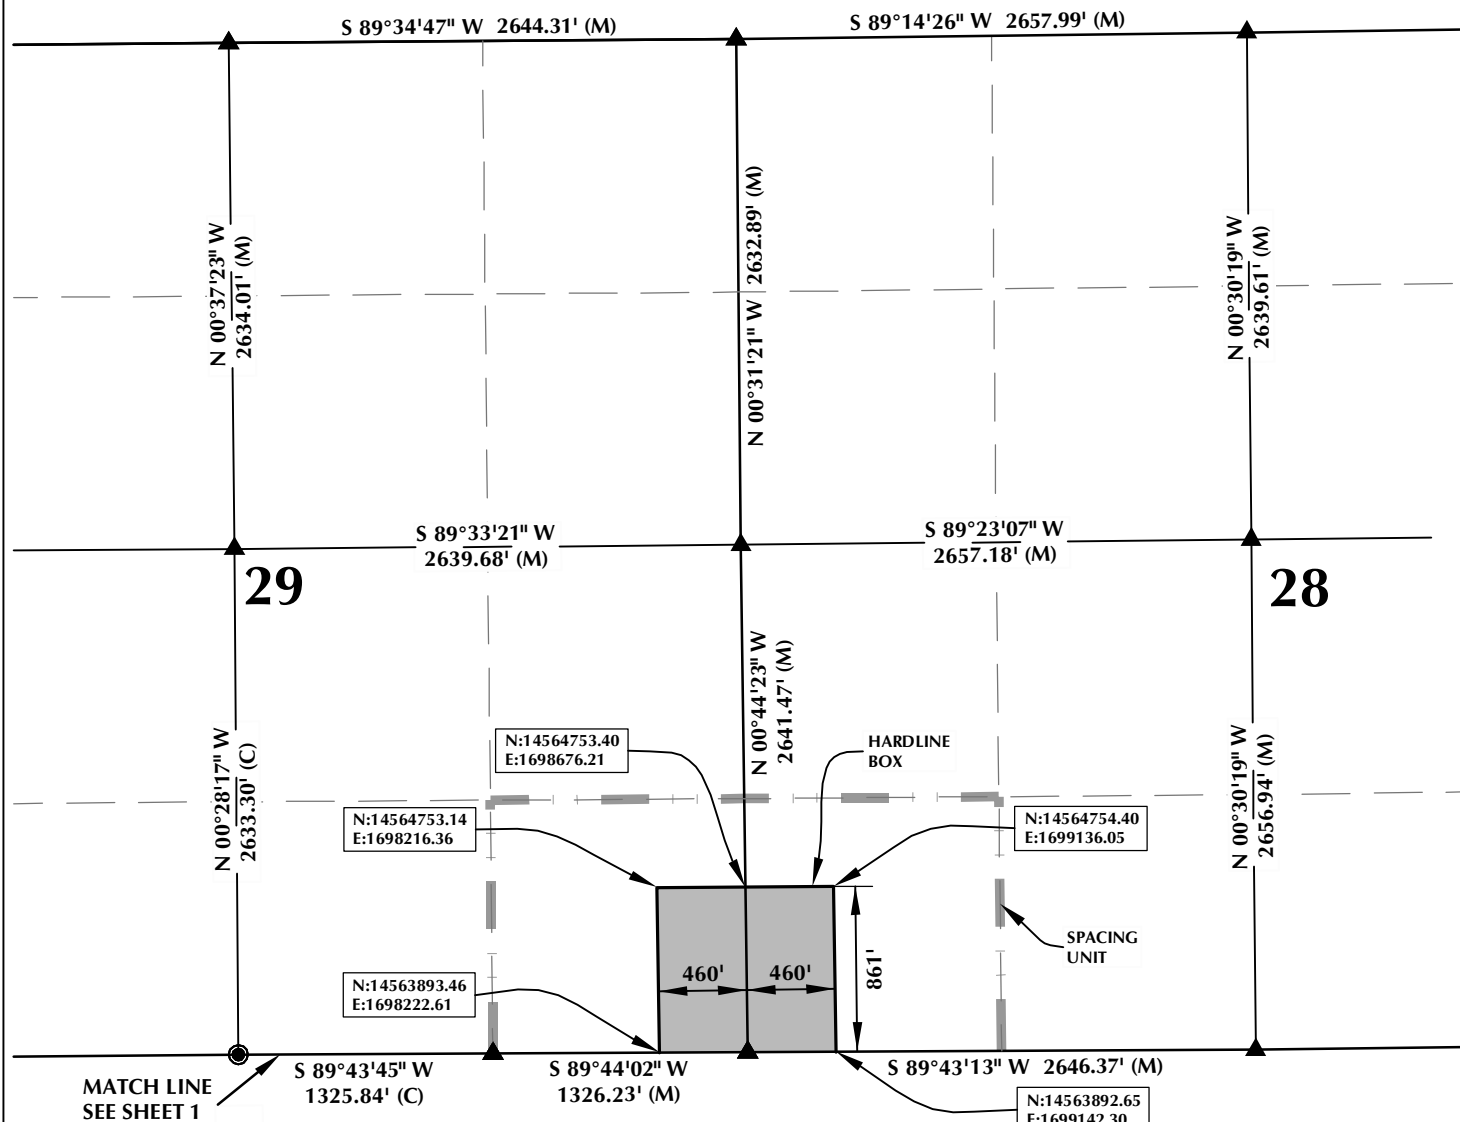 S 89°34'47" W 2644.31' (M)
S 89°14'26" W 2657.99' (M)
N 00°37'23" W
2634.01' (M)
N 00°31'21" W 2632.89' (M)
N 00°30'19" W
2639.61' (M)
S 89°33'21" W
2639.68' (M)
S 89°23'07" W
2657.18' (M)
29
28
N 00°44'23" W
2641.47' (M)
N 00°28'17" W
2633.30' (C)
N 00°30'19" W
2656.94' (M)
N:14564753.40
E:1698676.21
HARDLINE
BOX
N:14564753.14
E:1698216.36
N:14564754.40
E:1699136.05
SPACING
UNIT
460'
460'
861'
N:14563893.46
E:1698222.61
S 89°43'45" W
1325.84' (C)
S 89°44'02" W
1326.23' (M)
S 89°43'13" W 2646.37' (M)
MATCH LINE
SEE SHEET 1
N:14563892.65
E:1699142.30